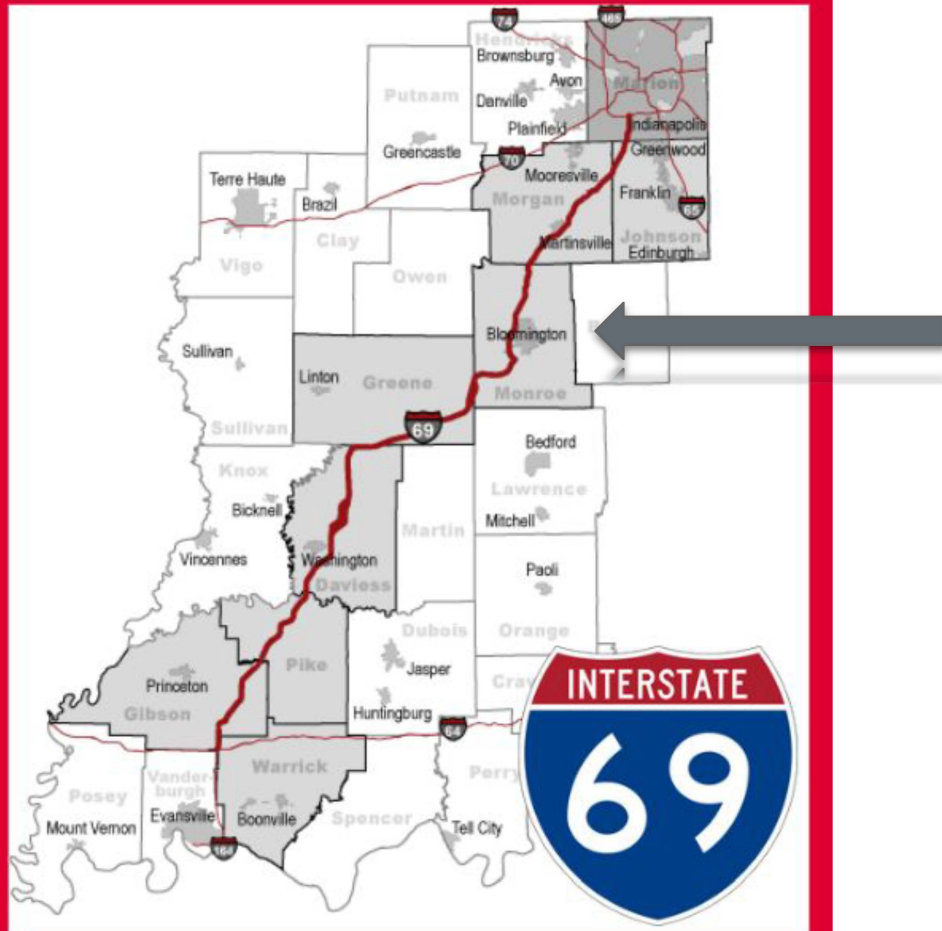 74
465
Hendricks
Brownsburg
Marion
Avon
Putnam
Danville
Plainfield
Indianapolis
Greencastle
Greenwood
70
Mooresville
Terre Haute
Franklin
Brazil
Morgan
65
Clay
Martinsville
Johnson
Edinburgh
Vigo
Owen
Bloomington
Sullivan
Linton
Greene
Monroe
69
Sullivan
Bedford
Knox
Lawrence
Bicknell
Mitchell
Martin
Vincennes
Washington
Paoli
Daviess
Dubois
Orange
Pike
Jasper
Princeton
INTERSTATE
69
Huntingburg
Gibson
64
Warrick
Vander-
burgh
Perry
Posey
Evansville
Boonville
Spencer
Mount Vernon
Tell City